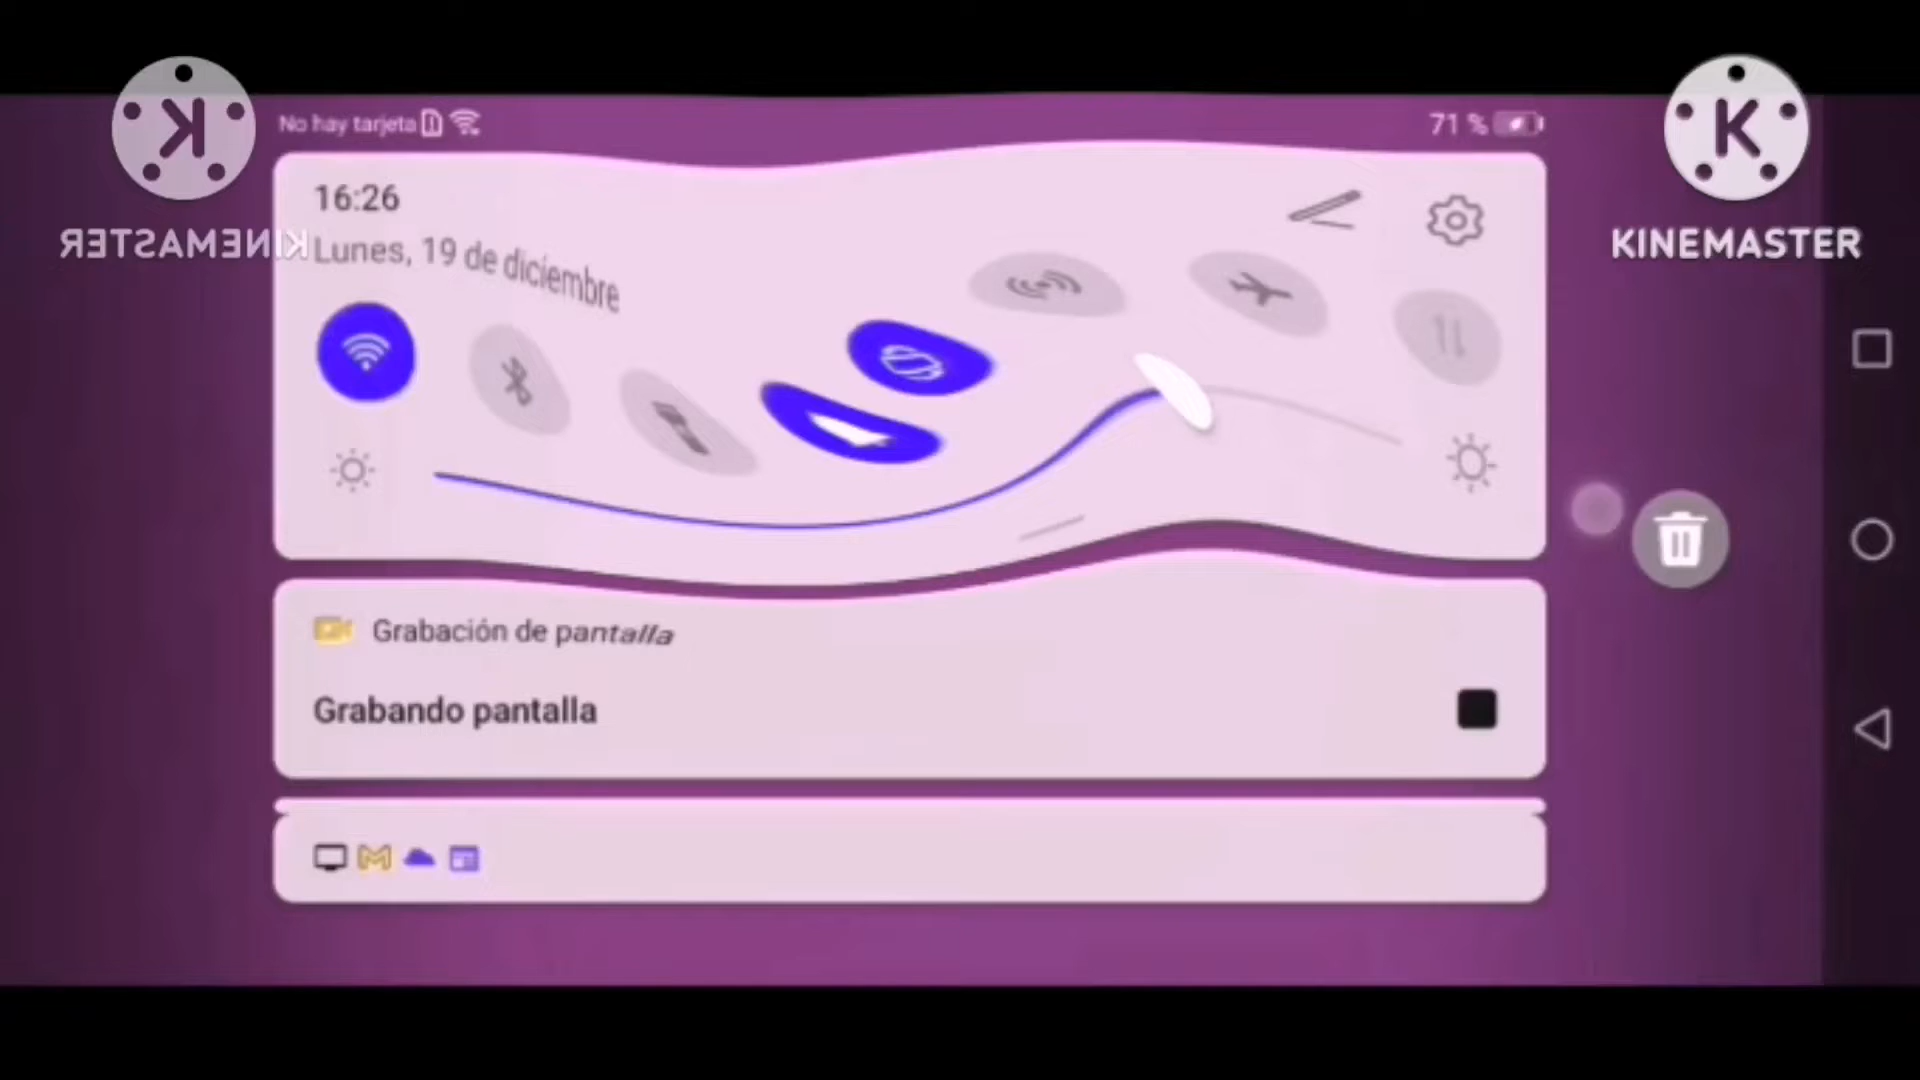 No hay tarjeta
71 %
16:26
Lunes, 19 de diciembre
KINEMASTER
KINEMASTER
Grabación de pantalla
Grabando pantalla